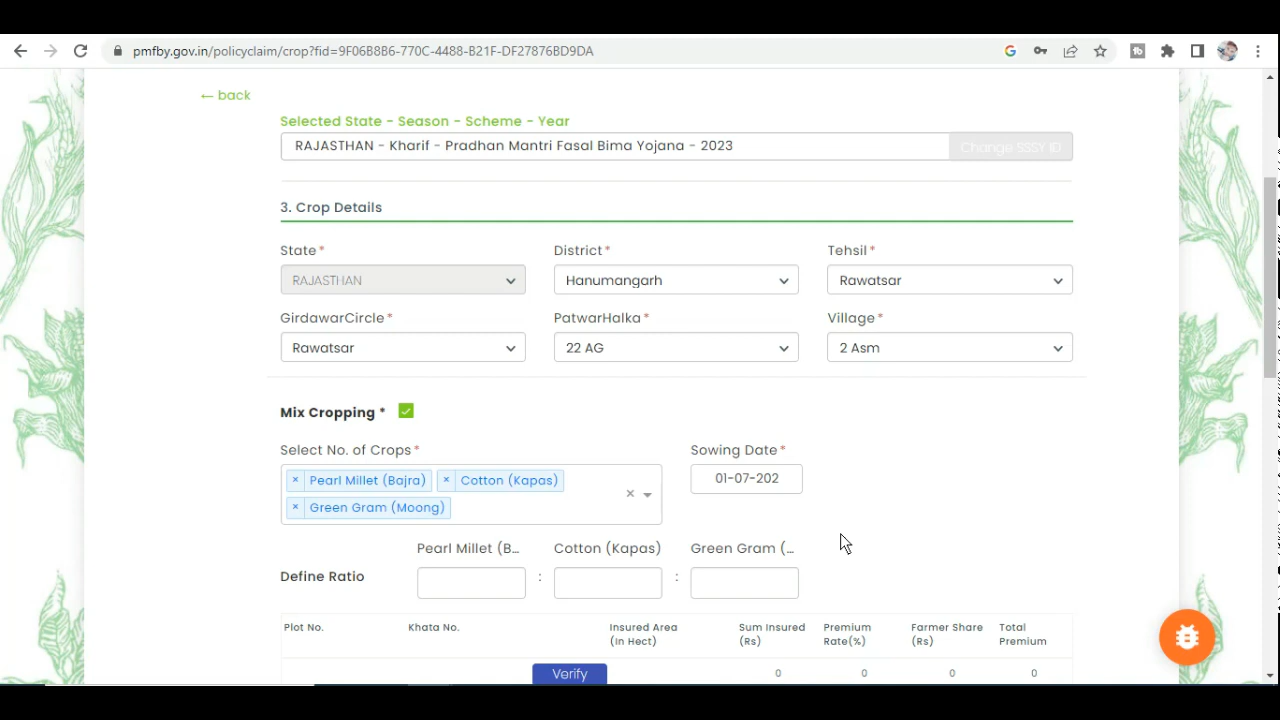 pmfby.gov.in/policyclaim/crop?fid=9F06B8B6-770C-4488-B21F-DF27876BD9DA
← back
Selected State - Season - Scheme - Year
RAJASTHAN - Kharif - Pradhan Mantri Fasal Bima Yojana - 2023 Change SSSY ID
3. Crop Details
State* District* Tehsil*
RAJASTHAN Hanumangarh Rawatsar
GirdawarCircle* PatwarHalka* Village*
Rawatsar 22 AG 2 Asm
Mix Cropping *
Select No. of Crops* Sowing Date*
× Pearl Millet (Bajra) × Cotton (Kapas)
× Green Gram (Moong)
01-07-202
Pearl Millet (B... Cotton (Kapas) Green Gram (...
Define Ratio : :
Plot No. Khata No. Insured Area Sum Insured Premium Farmer Share Total
(In Hect) (Rs) Rate(%) (Rs) Premium
Verify 0 0 0 0